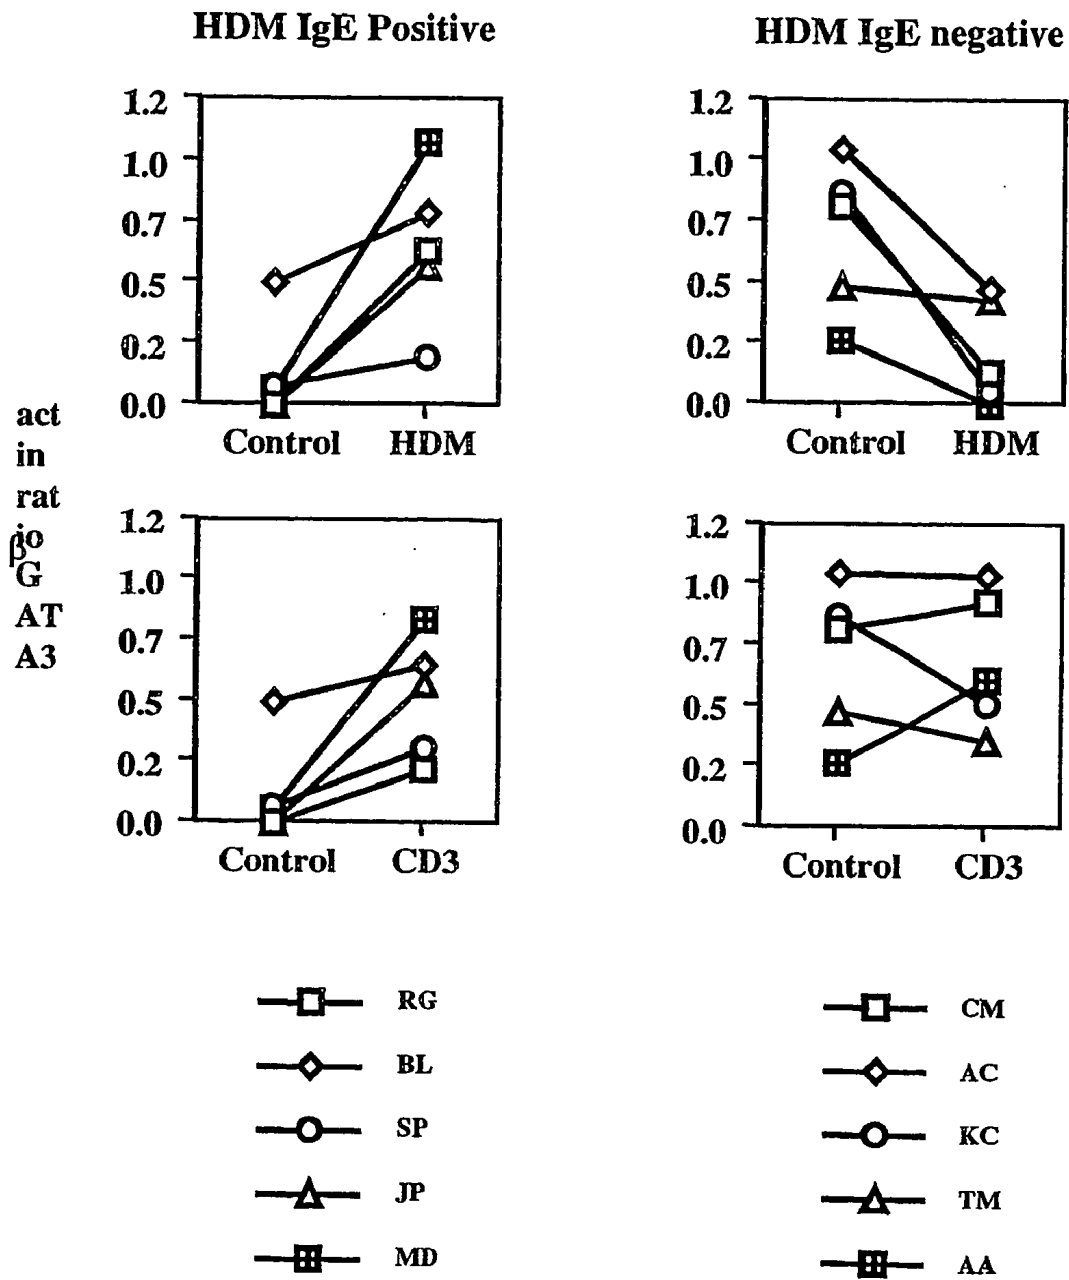 HDM IgE Positive
HDM IgE negative
1.2
1.0
0.7
0.5
0.2
0.0
Control HDM
1.2
1.0
0.7
0.5
0.2
0.0
Control HDM
act
in
rat
io
β
G
AT
A3
1.2
1.0
0.7
0.5
0.2
0.0
Control CD3
1.2
1.0
0.7
0.5
0.2
0.0
Control CD3
RG
BL
SP
JP
MD
CM
AC
KC
TM
AA